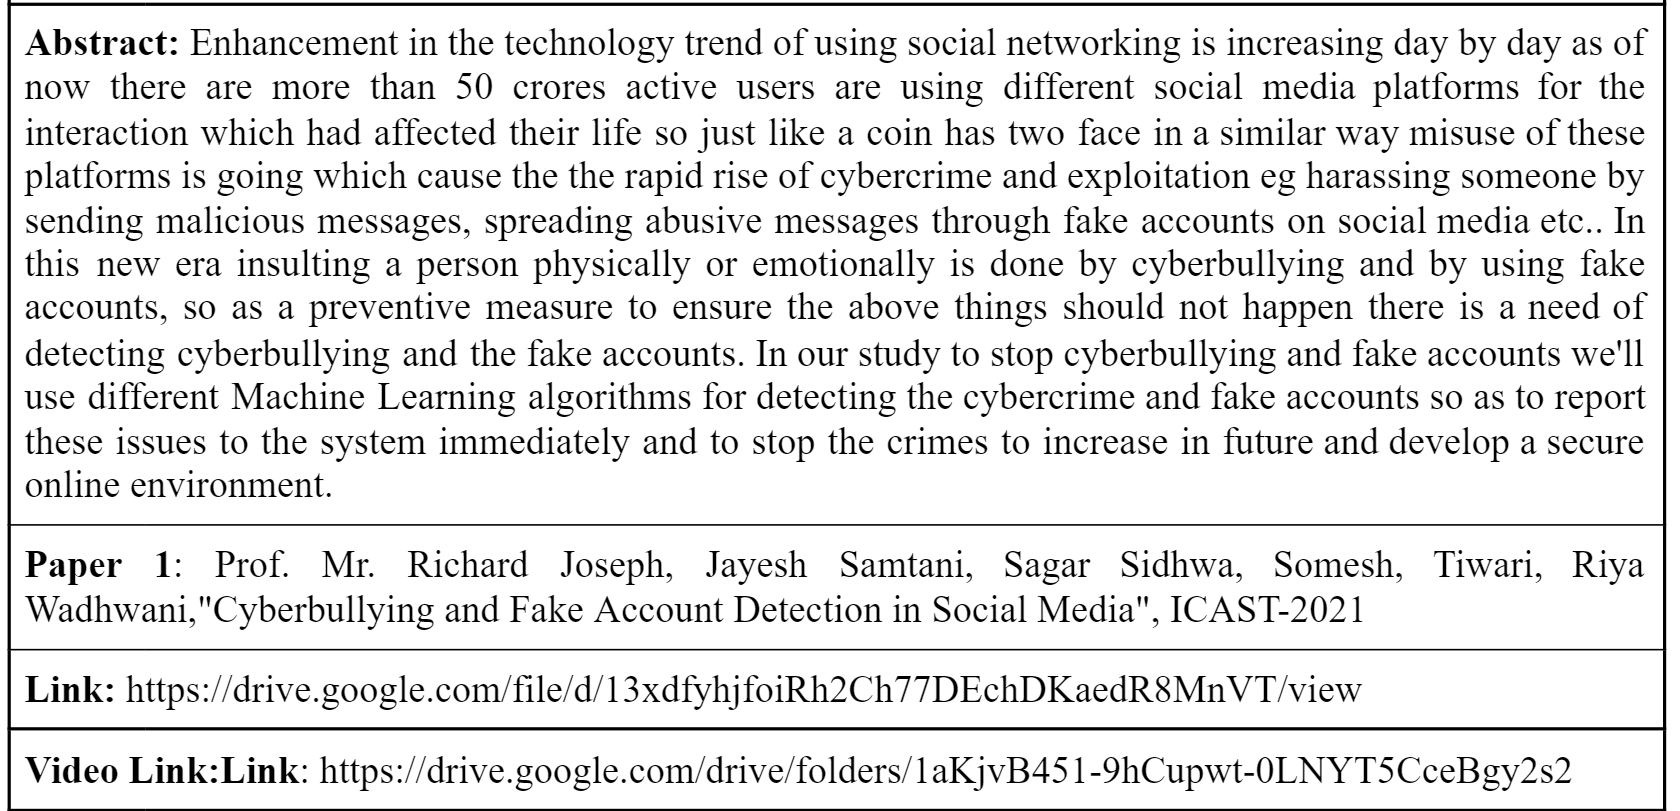 Abstract: Enhancement in the technology trend of using social networking is increasing day by day as of
now there are more than 50 crores active users are using different social media platforms for the
interaction which had affected their life so just like a coin has two face in a similar way misuse of these
platforms is going which cause the the rapid rise of cybercrime and exploitation eg harassing someone by
sending malicious messages, spreading abusive messages through fake accounts on social media etc.. In
this new era insulting a person physically or emotionally is done by cyberbullying and by using fake
accounts, so as a preventive measure to ensure the above things should not happen there is a need of
detecting cyberbullying and the fake accounts. In our study to stop cyberbullying and fake accounts we'll
use different Machine Learning algorithms for detecting the cybercrime and fake accounts so as to report
these issues to the system immediately and to stop the crimes to increase in future and develop a secure
online environment.
Paper 1: Prof. Mr. Richard Joseph, Jayesh Samtani, Sagar Sidhwa, Somesh, Tiwari, Riya
Wadhwani,"Cyberbullying and Fake Account Detection in Social Media", ICAST-2021
Link: https://drive.google.com/file/d/13xdfyhjfoiRh2Ch77DEchDKaedR8MnVT/view
Video Link:Link: https://drive.google.com/drive/folders/1aKjvB451-9hCupwt-0LNYT5CceBgy2s2